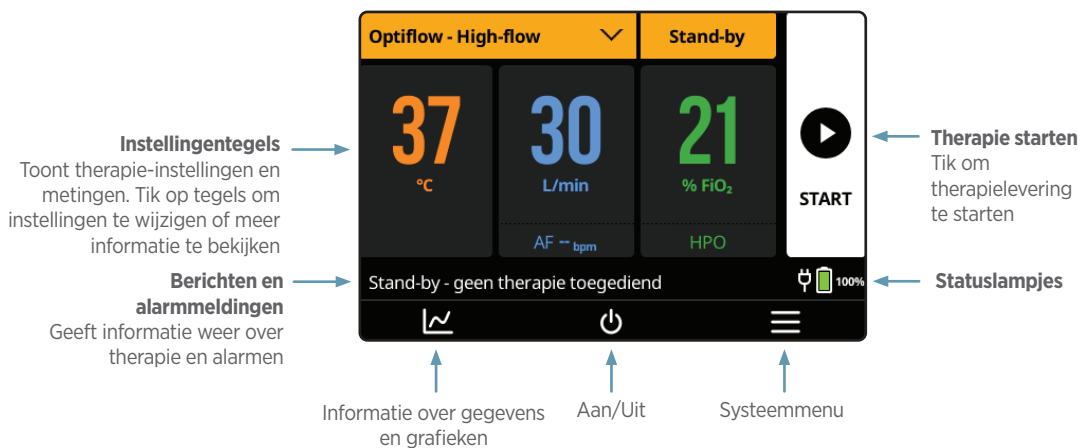 Optiflow - High-flow
Stand-by
37
°C
30
L/min
AF -- bpm
21
% FiO₂
HPO
START
Stand-by - geen therapie toegediend
100%
Instellingentegels
Toont therapie-instellingen en
metingen. Tik op tegels om
instellingen te wijzigen of meer
informatie te bekijken
Berichten en
alarmmeldingen
Geeft informatie weer over
therapie en alarmen
Therapie starten
Tik om
therapielevering
te starten
Statuslampjes
Informatie over gegevens
en grafieken
Aan/Uit
Systeemmenu